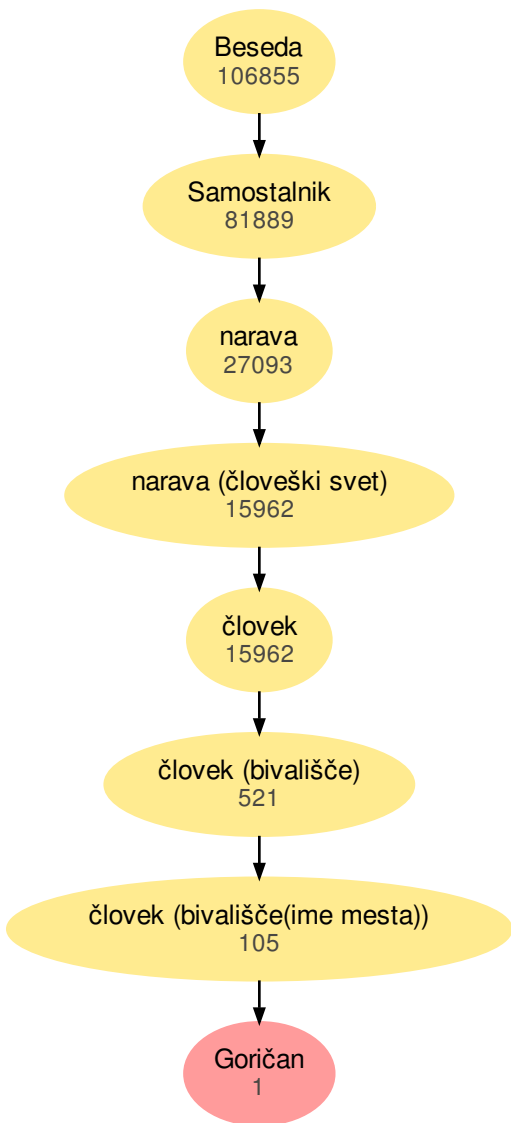 Beseda
106855
Samostalnik
81889
narava
27093
narava (človeški svet)
15962
človek
15962
človek (bivališče)
521
človek (bivališče(ime mesta))
105
Goričan
1